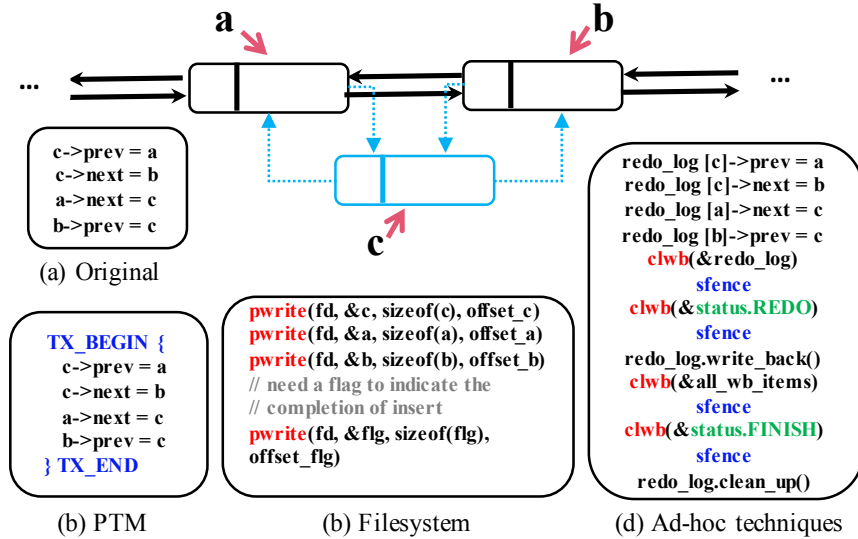 a
b
...
...
c
c->prev = a
c->next = b
a->next = c
b->prev = c
(a) Original
TX_BEGIN {
c->prev = a
c->next = b
a->next = c
b->prev = c
} TX_END
(b) PTM
pwrite(fd, &c, sizeof(c), offset_c)
pwrite(fd, &a, sizeof(a), offset_a)
pwrite(fd, &b, sizeof(b), offset_b)
// need a flag to indicate the
// completion of insert
pwrite(fd, &flg, sizeof(flg),
offset_flg)
(b) Filesystem
redo_log [c]->prev = a
redo_log [c]->next = b
redo_log [a]->next = c
redo_log [b]->prev = c
clwb(&redo_log)
sfence
clwb(&status.REDO)
sfence
redo_log.write_back()
clwb(&all_wb_items)
sfence
clwb(&status.FINISH)
sfence
redo_log.clean_up()
(d) Ad-hoc techniques